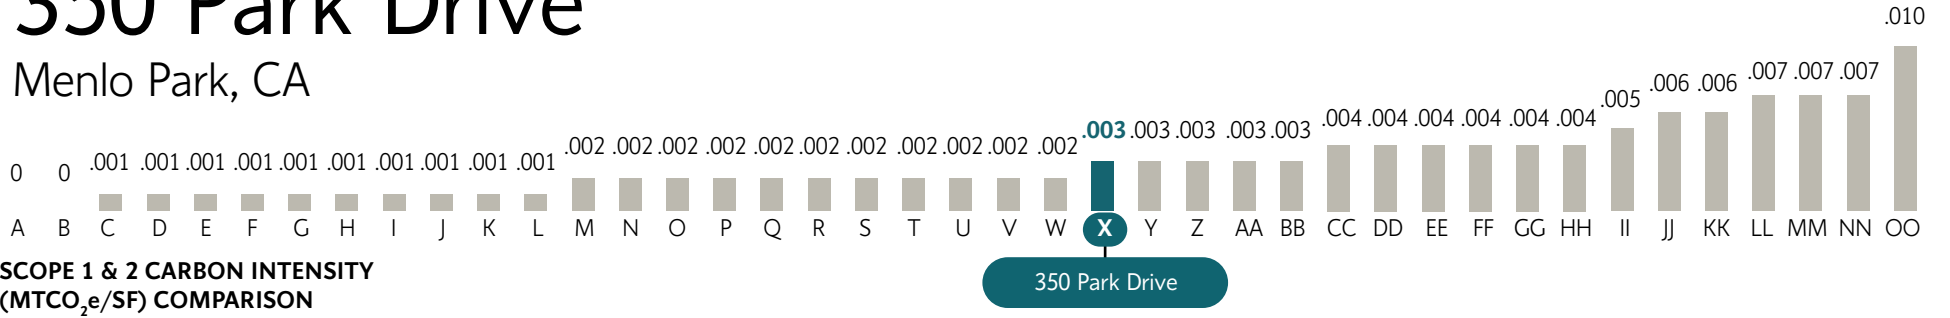 350 Park Drive
Menlo Park, CA
0 0 .001 .001 .001 .001 .001 .001 .001 .001 .001 .001 .002 .002 .002 .002 .002 .002 .002 .002 .002 .002 .002 .003 .003 .003 .003 .003 .004 .004 .004 .004 .004 .004 .005 .006 .006 .007 .007 .007 .010
A B C D E F G H I J K L M N O P Q R S T U V W X Y Z AA BB CC DD EE FF GG HH II JJ KK LL MM NN OO
350 Park Drive
SCOPE 1 & 2 CARBON INTENSITY
(MTCO₂e/SF) COMPARISON